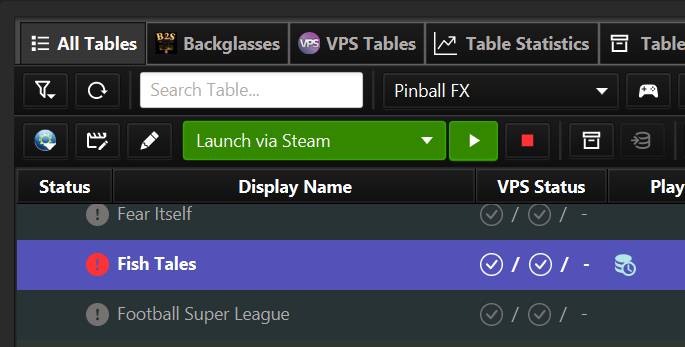 All Tables B2S Backglasses VPS VPS Tables Table Statistics Table
Search Table... Pinball FX
Launch via Steam
Status Display Name VPS Status Play
! Fear Itself / / -
! Fish Tales / / -
! Football Super League / / -